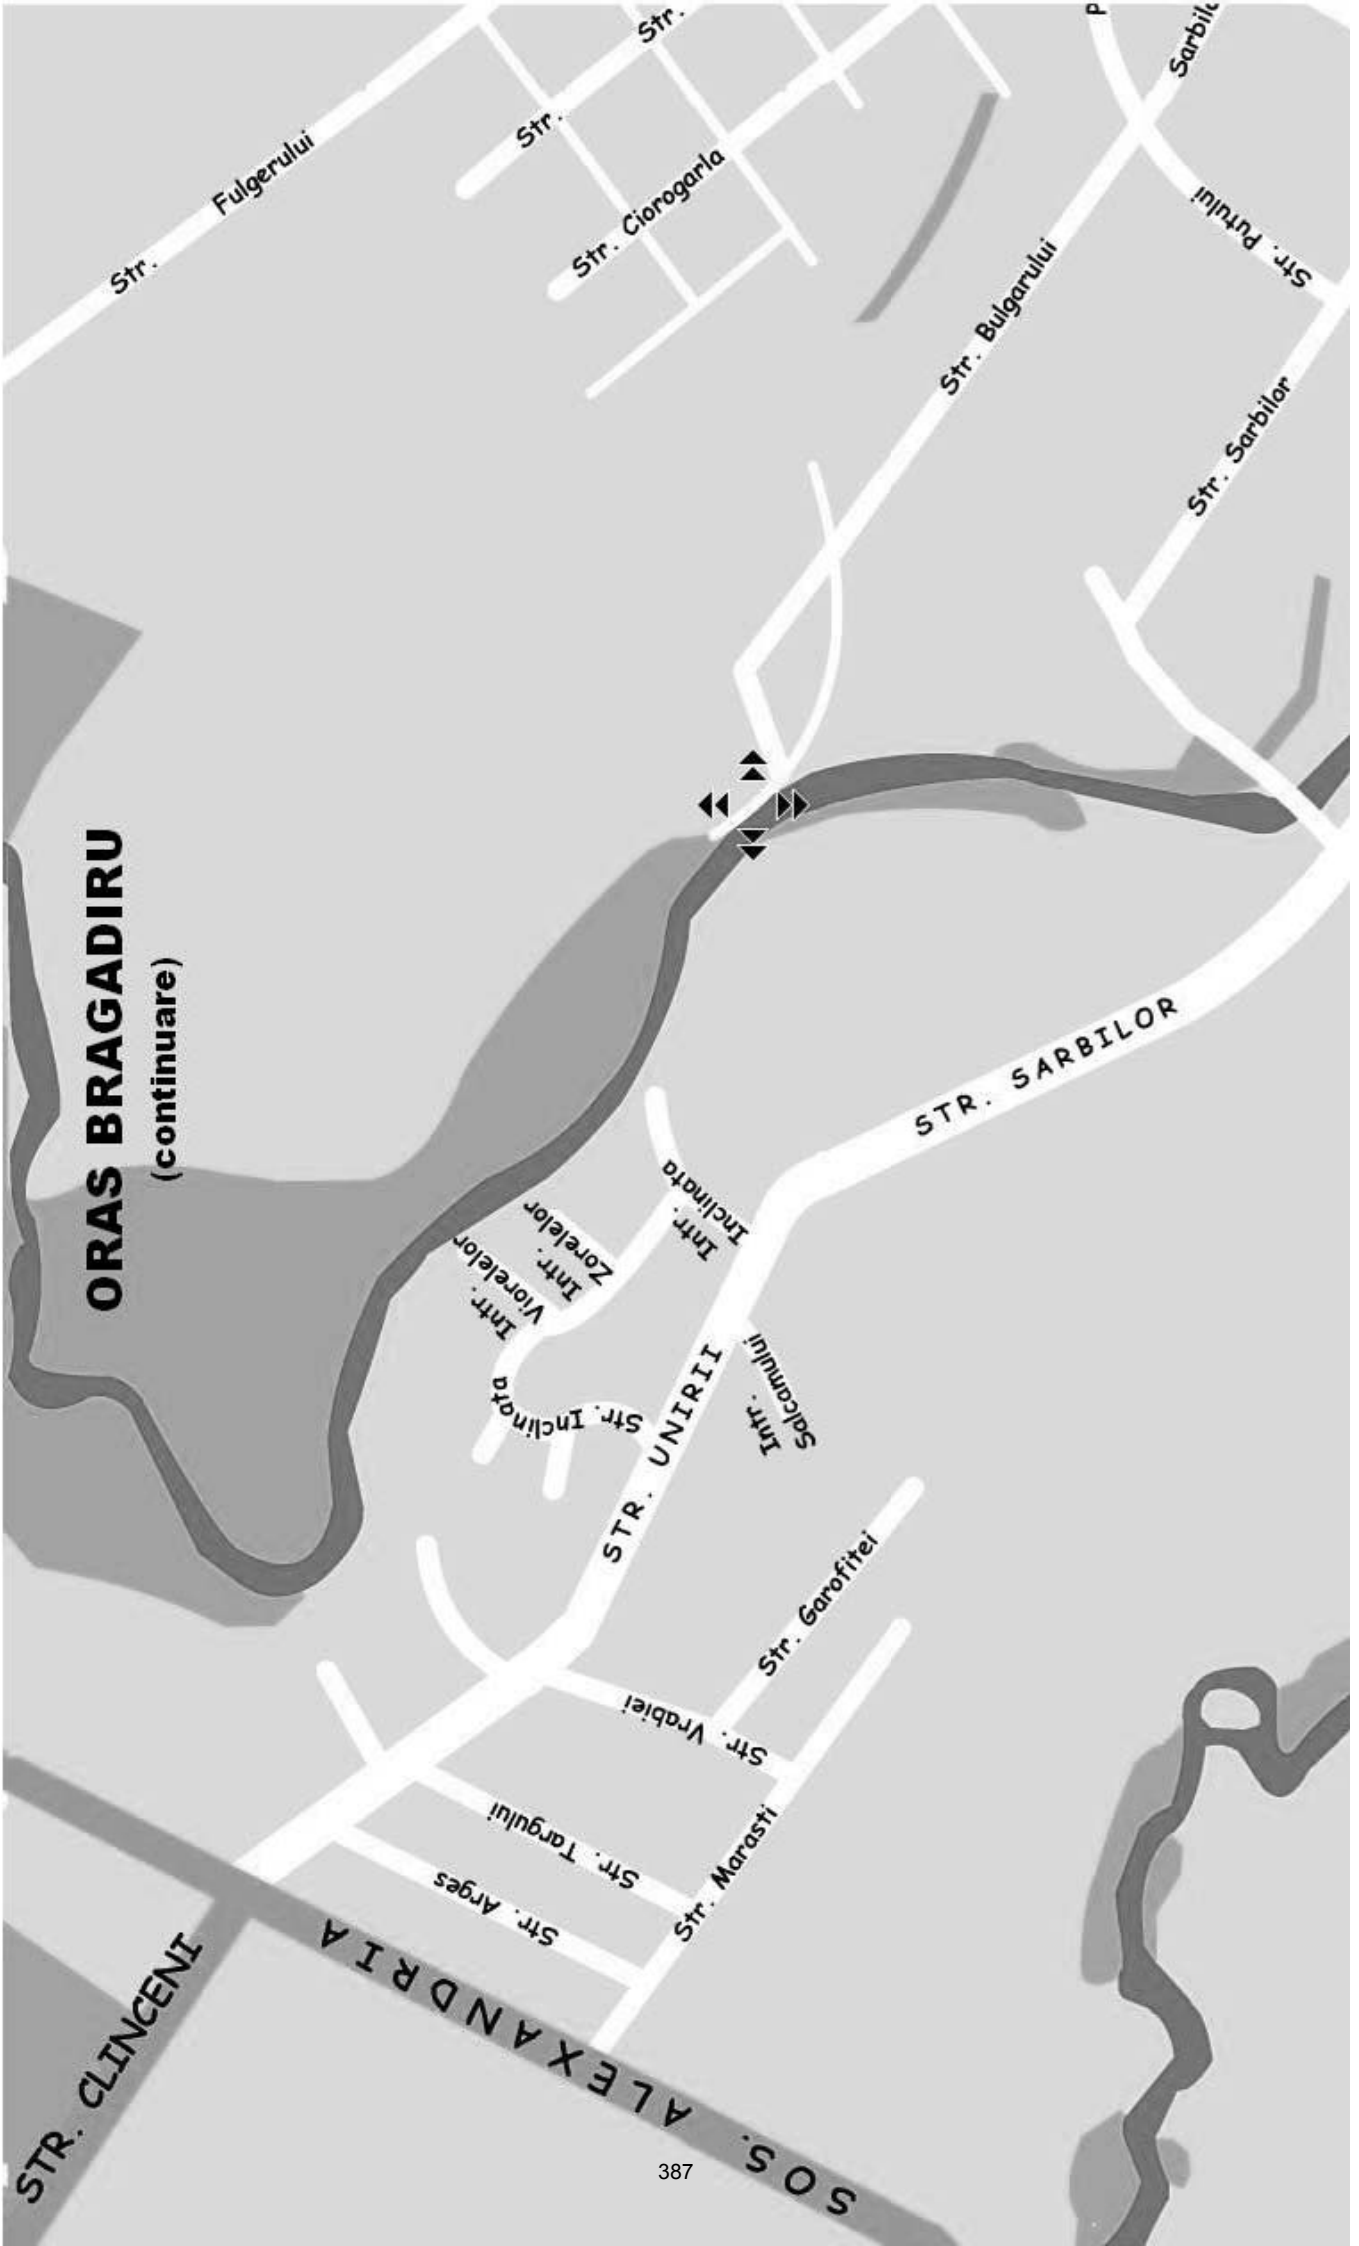 ORAS BRAGADIRU
(continuare)
Str. Fulgerului
Str.
Str.
Str. Ciorogarla
Str. Bulgarului
Str. Putului
Str. Sarbilor
STR. SARBILOR
Intr.
Inclinata
Intr.
Zorelelor
Intr.
Viorelelor
Str. Inclinata
STR. UNIRII
Intr.
Salcamului
Str. Garofitei
Str. Vrabiei
Str. Marasti
Str. Targului
Str. Arges
SOS. ALEXANDRIA
STR. CLINCENI
387